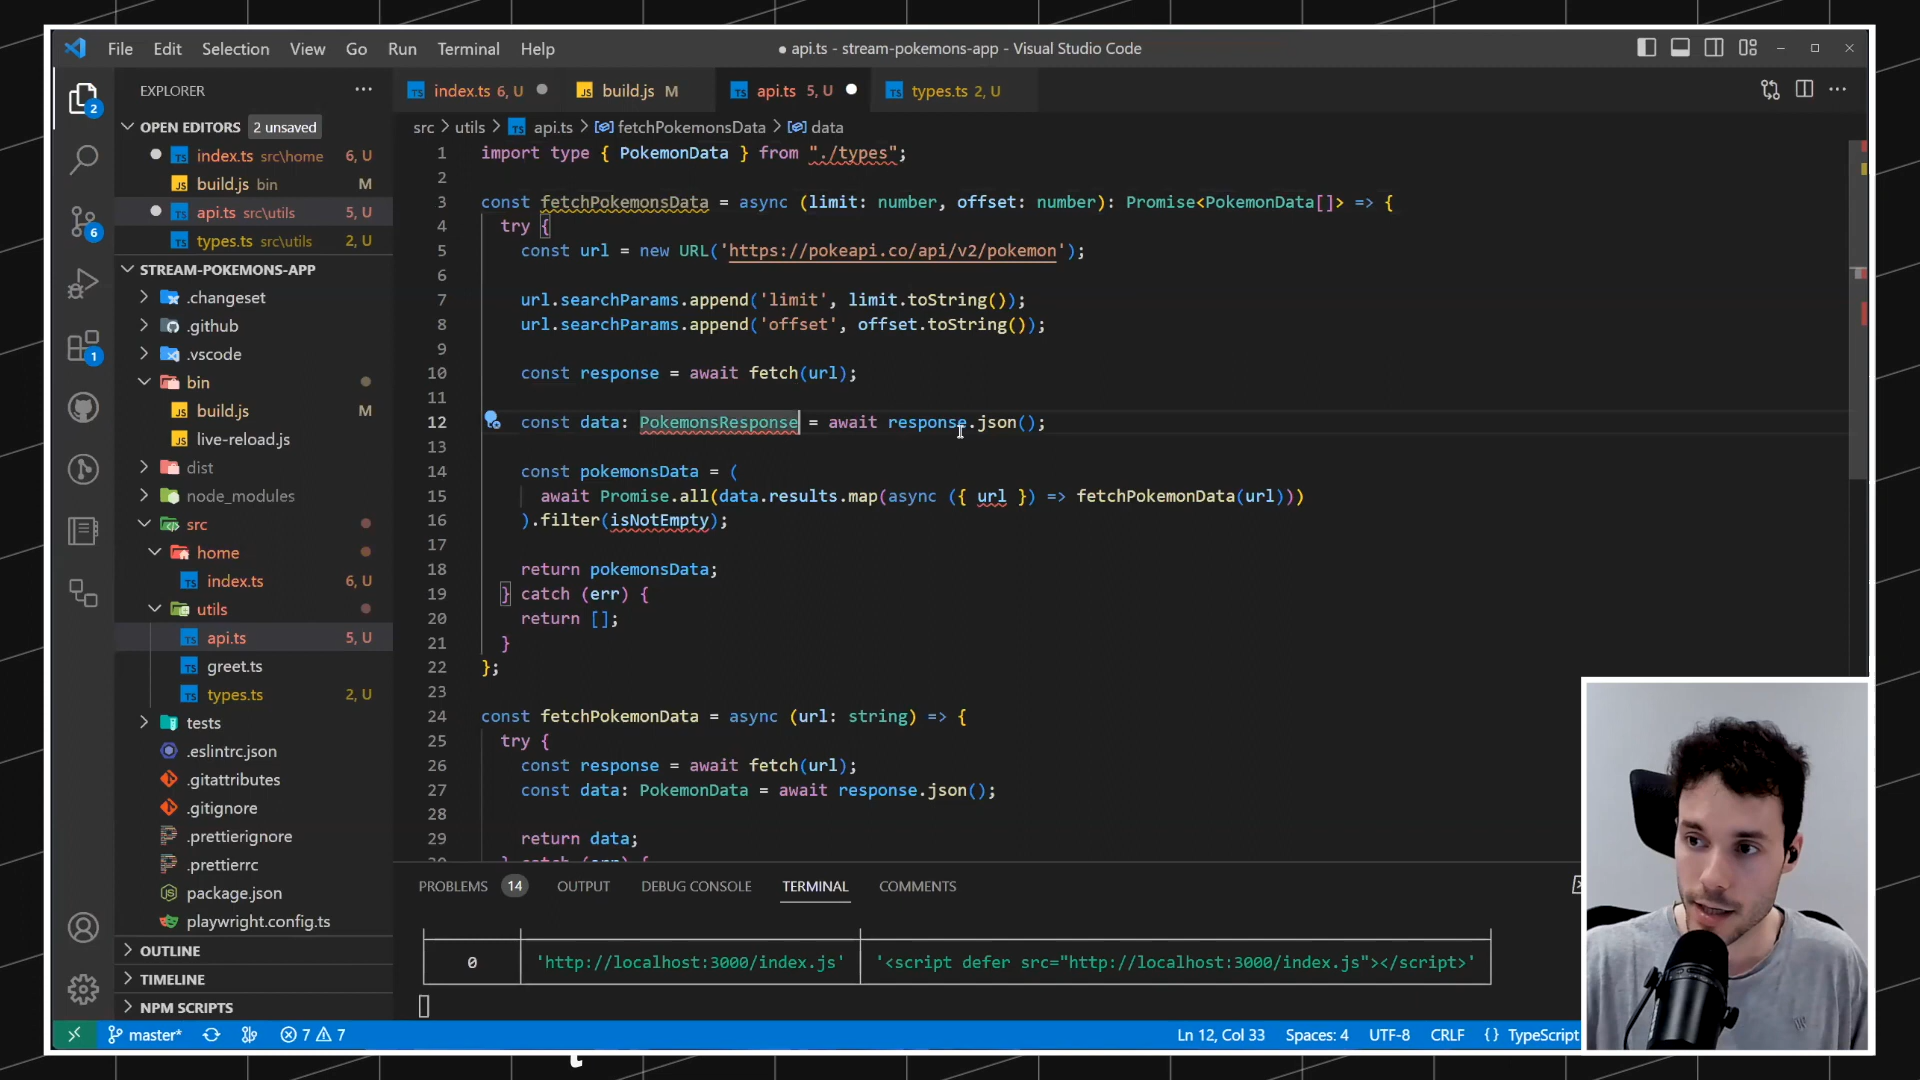 File Edit Selection View Go Run Terminal Help
● api.ts - stream-pokemons-app - Visual Studio Code
EXPLORER
index.ts 6, U
build.js M
api.ts 5, U
types.ts 2, U
OPEN EDITORS 2 unsaved
index.ts src\home 6, U
build.js bin M
api.ts src\utils 5, U
types.ts src\utils 2, U
STREAM-POKEMONS-APP
.changeset
.github
.vscode
bin
build.js M
live-reload.js
dist
node_modules
src
home
index.ts 6, U
utils
api.ts 5, U
greet.ts
types.ts 2, U
tests
.eslintrc.json
.gitattributes
.gitignore
.prettierignore
.prettierrc
package.json
playwright.config.ts
OUTLINE
TIMELINE
NPM SCRIPTS
2
6
1
src > utils > TS api.ts > fetchPokemonsData > data
1 import type { PokemonData } from "./types";
2
3 const fetchPokemonsData = async (limit: number, offset: number): Promise<PokemonData[]> => {
4 try {
5 const url = new URL('https://pokeapi.co/api/v2/pokemon');
6
7 url.searchParams.append('limit', limit.toString());
8 url.searchParams.append('offset', offset.toString());
9
10 const response = await fetch(url);
11
12 const data: PokemonsResponse = await response.json();
13
14 const pokemonsData = (
15 await Promise.all(data.results.map(async ({ url }) => fetchPokemonData(url)))
16 ).filter(isNotEmpty);
17
18 return pokemonsData;
19 } catch (err) {
20 return [];
21 }
22 };
23
24 const fetchPokemonData = async (url: string) => {
25 try {
26 const response = await fetch(url);
27 const data: PokemonData = await response.json();
28
29 return data;
30 } catch (err) {
PROBLEMS 14 OUTPUT DEBUG CONSOLE TERMINAL COMMENTS
0 'http://localhost:3000/index.js' '<script defer src="http://localhost:3000/index.js"></script>'
master* 7 7 Ln 12, Col 33 Spaces: 4 UTF-8 CRLF {} TypeScript